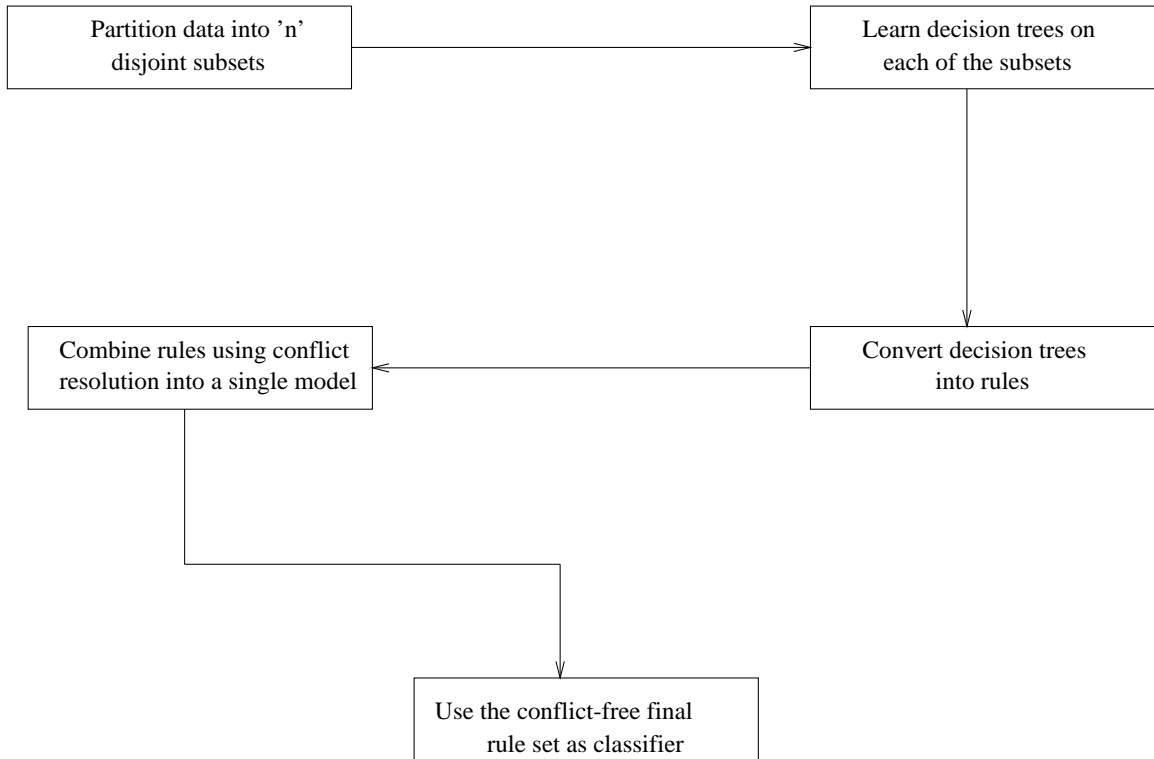 Partition data into ’n’
disjoint subsets
Learn decision trees on
each of the subsets
Combine rules using conflict
resolution into a single model
Convert decision trees
into rules
Use the conflict-free final
rule set as classifier